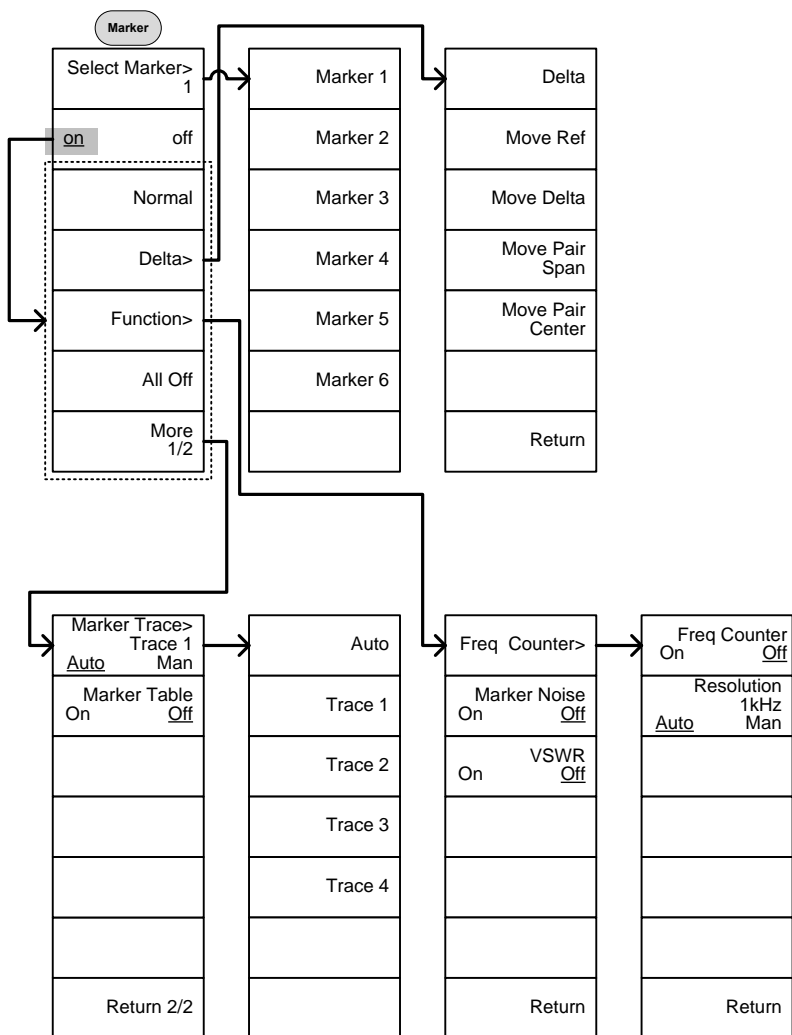 Marker
Select Marker>
1
on off
Normal
Delta>
Function>
All Off
More
1/2
Marker 1
Marker 2
Marker 3
Marker 4
Marker 5
Marker 6
Delta
Move Ref
Move Delta
Move Pair
Span
Move Pair
Center
Return
Marker Trace>
Trace 1
Auto Man
Marker Table
On Off
Return 2/2
Auto
Trace 1
Trace 2
Trace 3
Trace 4
Freq Counter>
Marker Noise
On Off
VSWR
On Off
Return
Freq Counter
On Off
Resolution
1kHz
Auto Man
Return